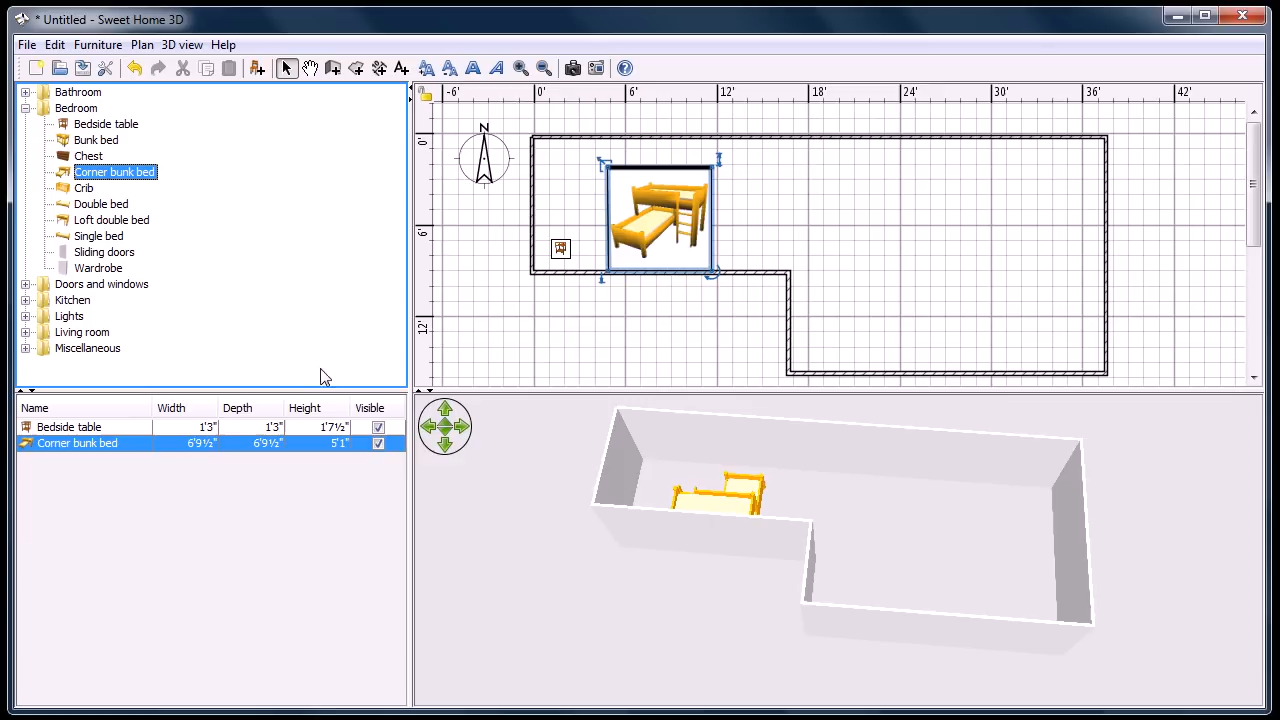 * Untitled - Sweet Home 3D
File Edit Furniture Plan 3D view Help
Bathroom
Bedroom
Bedside table
Bunk bed
Chest
Corner bunk bed
Crib
Double bed
Loft double bed
Single bed
Sliding doors
Wardrobe
Doors and windows
Kitchen
Lights
Living room
Miscellaneous
-6' 0' 6' 12' 18' 24' 30' 36' 42'
0'
6'
12'
N
Name Width Depth Height Visible
Bedside table 1'3" 1'3" 1'7½"
Corner bunk bed 6'9½" 6'9½" 5'1"